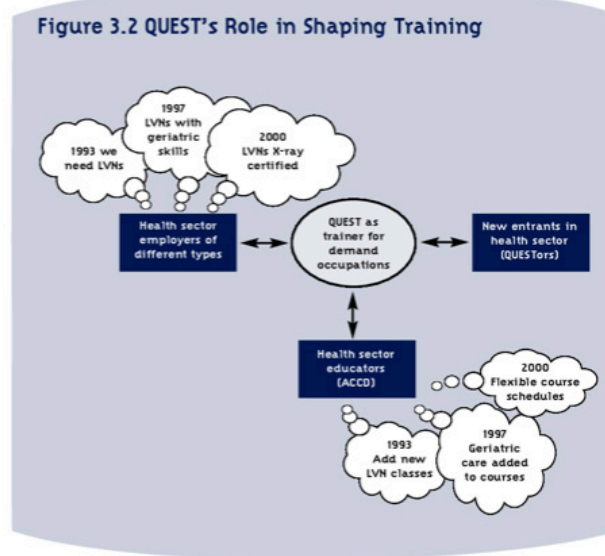 Figure 3.2 QUEST's Role in Shaping Training
1993 we
need LVNs
1997
LVNs with
geriatric
skills
2000
LVNs X-ray
certified
Health sector
employers of
different types
QUEST as
trainer for
demand
occupations
New entrants in
health sector
(QUESTors)
Health sector
educators
(ACCD)
2000
Flexible course
schedules
1993
Add new
LVN classes
1997
Geriatric
care added
to courses